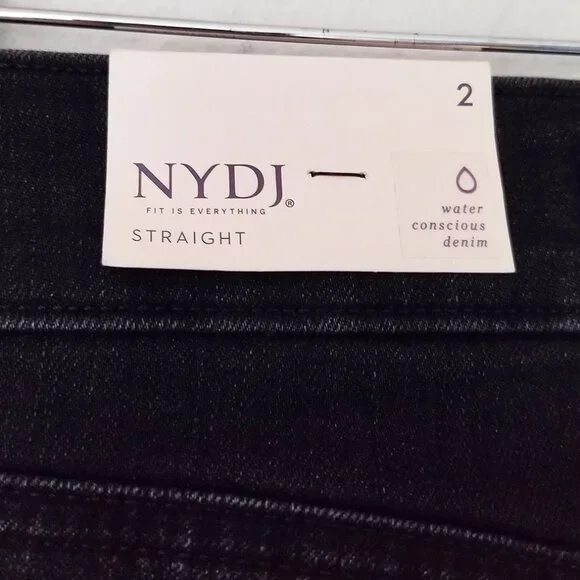 2
NYDJ®
FIT IS EVERYTHING
STRAIGHT
water
conscious
denim